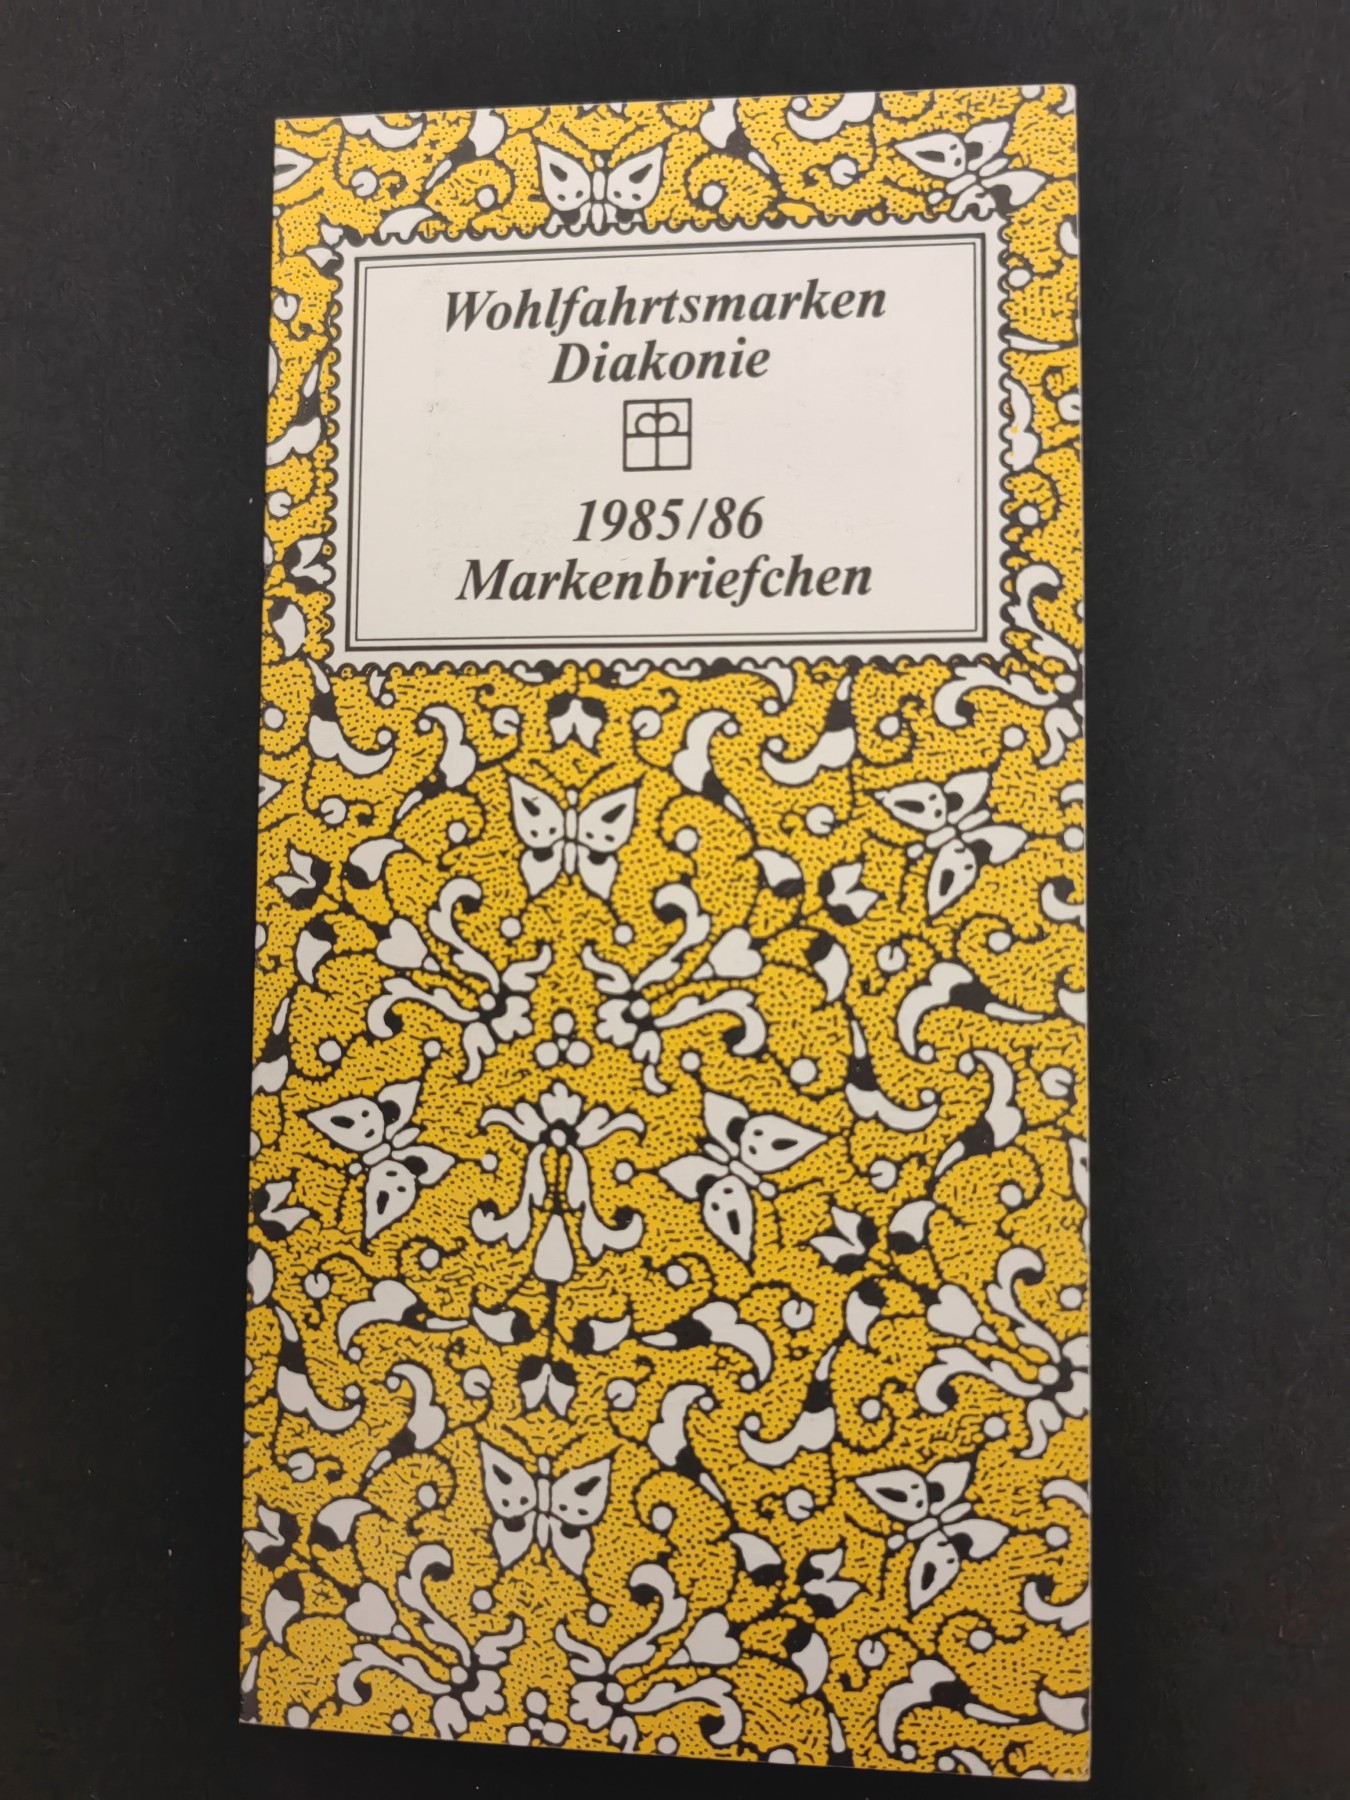 Wohlfahrtsmarken
Diakonie
1985/86
Markenbriefchen